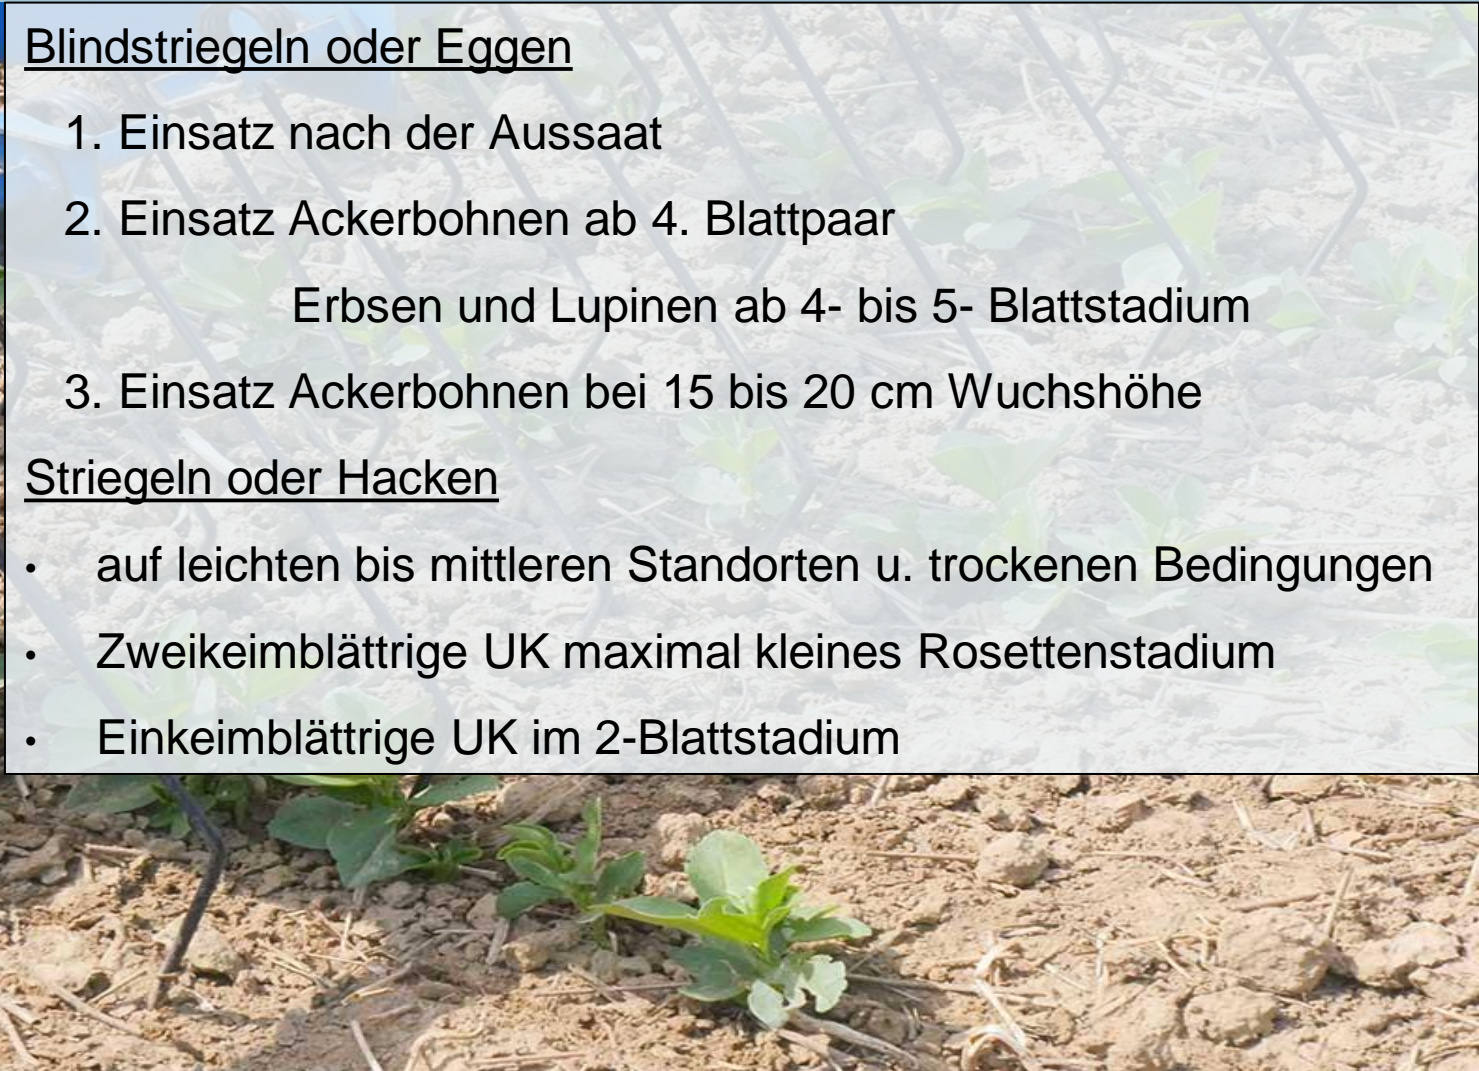 Blindstriegeln oder Eggen
1. Einsatz nach der Aussaat
2. Einsatz Ackerbohnen ab 4. Blattpaar
Erbsen und Lupinen ab 4- bis 5- Blattstadium
3. Einsatz Ackerbohnen bei 15 bis 20 cm Wuchshöhe
Striegeln oder Hacken
• auf leichten bis mittleren Standorten u. trockenen Bedingungen
• Zweikeimblättrige UK maximal kleines Rosettenstadium
• Einkeimblättrige UK im 2-Blattstadium